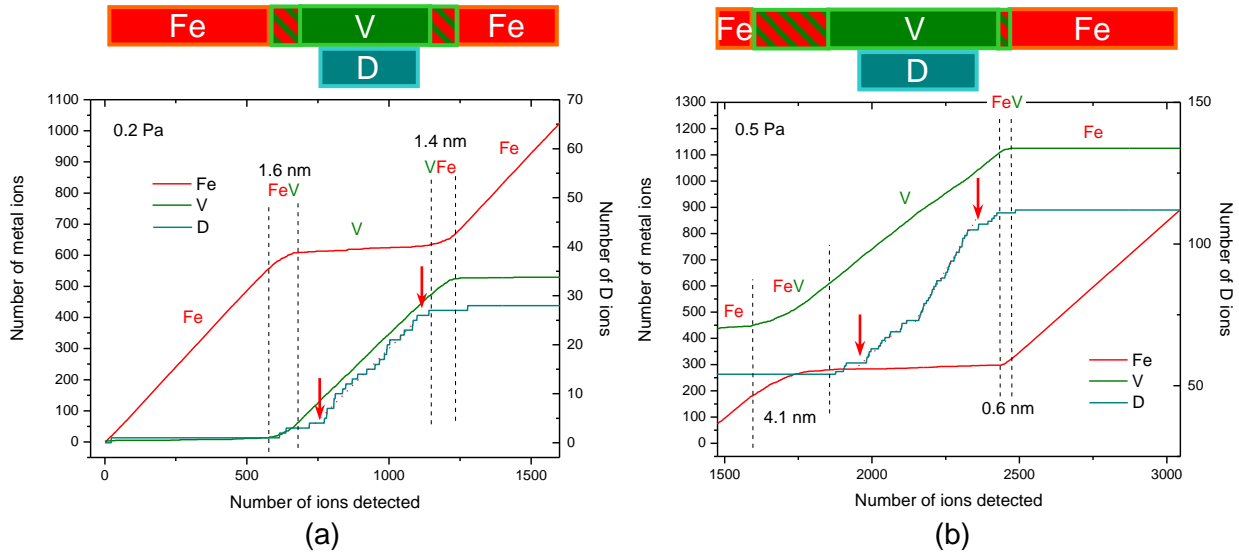 Fe V Fe
D
Fe V Fe
D
0.2 Pa
1.6 nm
FeV
1.4 nm
VFe
Fe
Fe
V
Fe
V
D
1100
1000
900
800
700
600
500
400
300
200
100
0
70
60
50
40
30
20
10
0
0 500 1000 1500
Number of metal ions
Number of D ions
Number of ions detected
(a)
0.5 Pa
FeV
Fe
V
Fe
FeV
4.1 nm
0.6 nm
Fe
V
D
1300
1200
1100
1000
900
800
700
600
500
400
300
200
100
0
150
100
50
1500 2000 2500 3000
Number of metal ions
Number of D ions
Number of ions detected
(b)